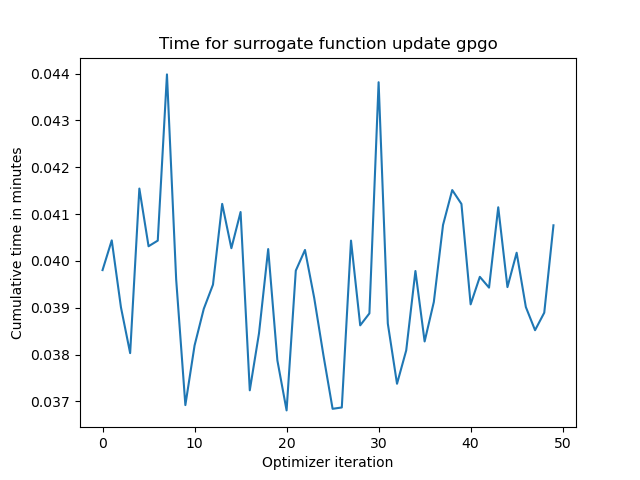 Time for surrogate function update gpgo
0.044
0.043
0.042
0.041
0.040
0.039
0.038
0.037
Cumulative time in minutes
0 10 20 30 40 50
Optimizer iteration